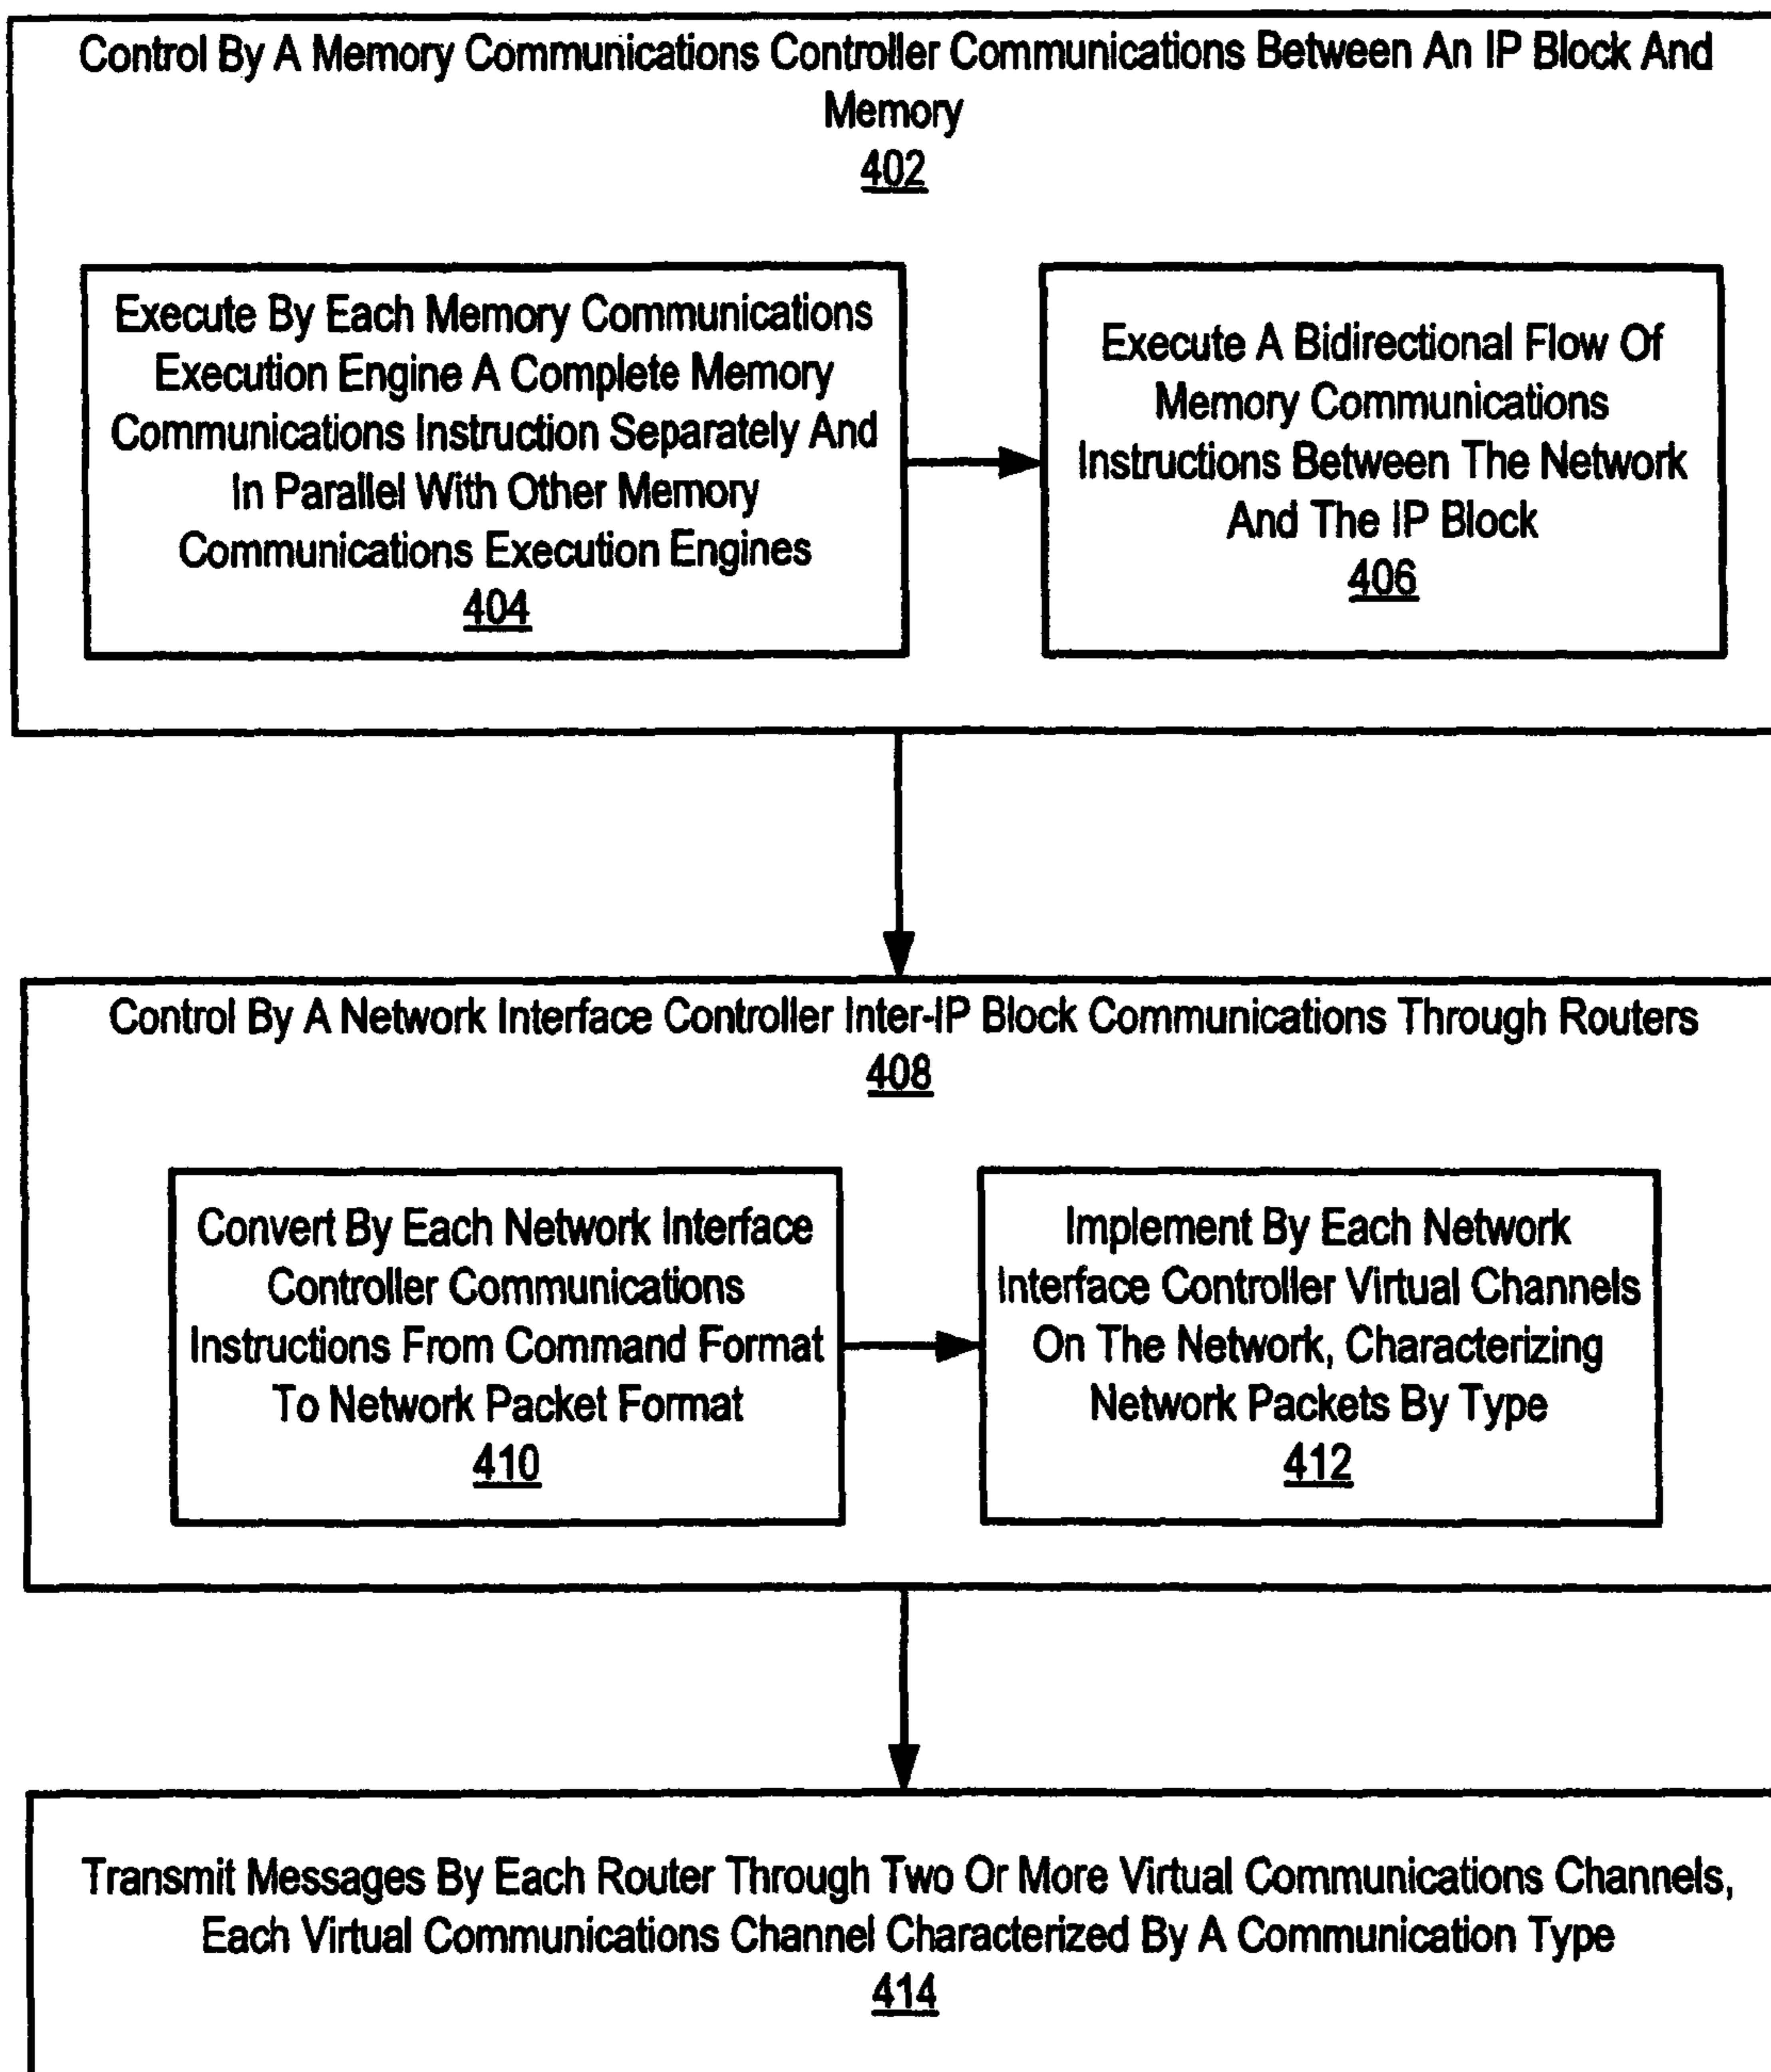 Control By A Memory Communications Controller Communications Between An IP Block And
Memory
402
Execute By Each Memory Communications
Execution Engine A Complete Memory
Communications Instruction Separately And
In Parallel With Other Memory
Communications Execution Engines
404
Execute A Bidirectional Flow Of
Memory Communications
Instructions Between The Network
And The IP Block
406
Control By A Network Interface Controller Inter-IP Block Communications Through Routers
408
Convert By Each Network Interface
Controller Communications
Instructions From Command Format
To Network Packet Format
410
Implement By Each Network
Interface Controller Virtual Channels
On The Network, Characterizing
Network Packets By Type
412
Transmit Messages By Each Router Through Two Or More Virtual Communications Channels,
Each Virtual Communications Channel Characterized By A Communication Type
414